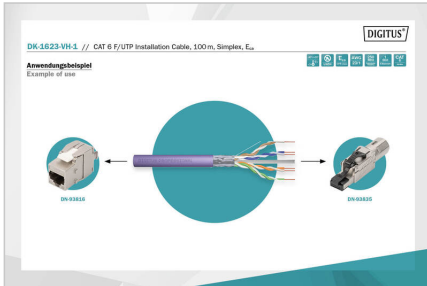 DIGITUS®
DK-1623-VH-1 // CAT 6 F/UTP Installation Cable, 100 m, Simplex, Eca
Anwendungsbeispiel
Example of use
DN-93816
DN-93835